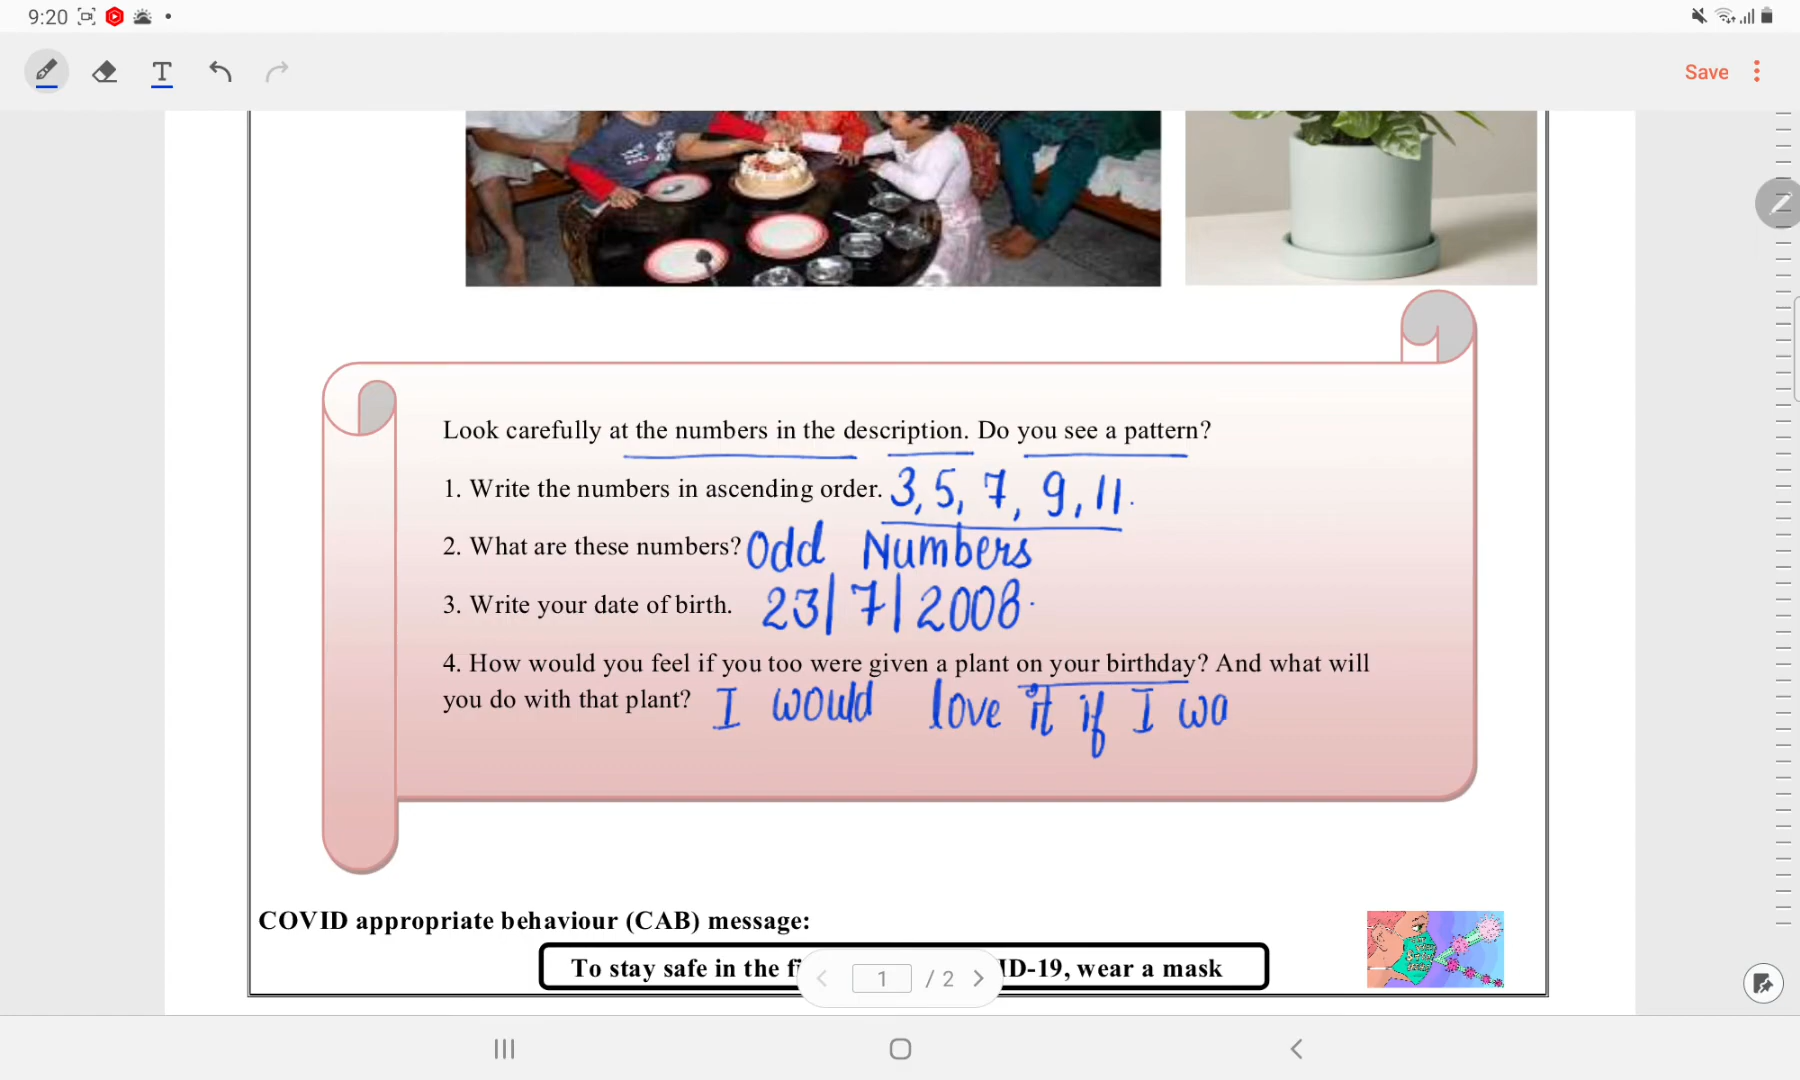 9:20
T
Save
Look carefully at the numbers in the description. Do you see a pattern?
1. Write the numbers in ascending order. 3, 5, 7, 9, 11.
2. What are these numbers? Odd Numbers
3. Write your date of birth. 23/7/2008.
4. How would you feel if you too were given a plant on your birthday? And what will
you do with that plant? I would love it if I wa
COVID appropriate behaviour (CAB) message:
To stay safe in the fi ID-19, wear a mask
1 / 2